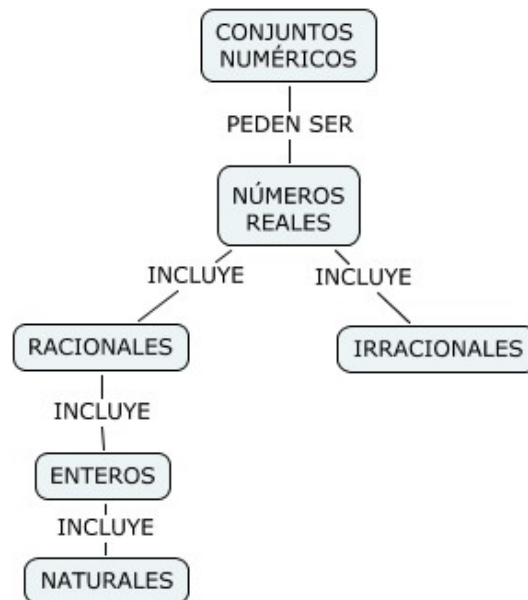 CONJUNTOS
NUMÉRICOS
PEDEN SER
NÚMEROS
REALES
INCLUYE
INCLUYE
RACIONALES
IRRACIONALES
INCLUYE
ENTEROS
INCLUYE
NATURALES